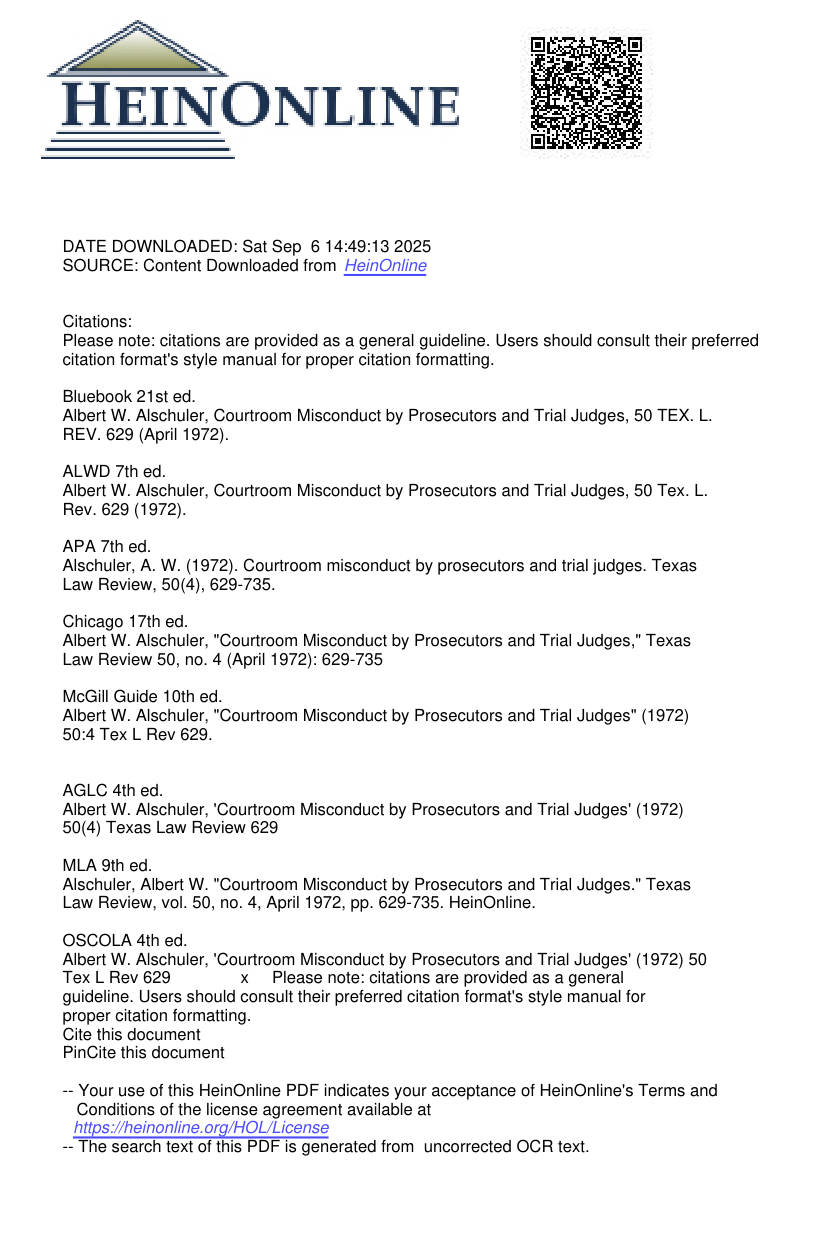 HEINONLINE
DATE DOWNLOADED: Sat Sep  6 14:49:13 2025
SOURCE: Content Downloaded from HeinOnline
Citations:
Please note: citations are provided as a general guideline. Users should consult their preferred
citation format's style manual for proper citation formatting.
Bluebook 21st ed.
Albert W. Alschuler, Courtroom Misconduct by Prosecutors and Trial Judges, 50 TEX. L.
REV. 629 (April 1972).
ALWD 7th ed.
Albert W. Alschuler, Courtroom Misconduct by Prosecutors and Trial Judges, 50 Tex. L.
Rev. 629 (1972).
APA 7th ed.
Alschuler, A. W. (1972). Courtroom misconduct by prosecutors and trial judges. Texas
Law Review, 50(4), 629-735.
Chicago 17th ed.
Albert W. Alschuler, "Courtroom Misconduct by Prosecutors and Trial Judges," Texas
Law Review 50, no. 4 (April 1972): 629-735
McGill Guide 10th ed.
Albert W. Alschuler, "Courtroom Misconduct by Prosecutors and Trial Judges" (1972)
50:4 Tex L Rev 629.
AGLC 4th ed.
Albert W. Alschuler, 'Courtroom Misconduct by Prosecutors and Trial Judges' (1972)
50(4) Texas Law Review 629
MLA 9th ed.
Alschuler, Albert W. "Courtroom Misconduct by Prosecutors and Trial Judges." Texas
Law Review, vol. 50, no. 4, April 1972, pp. 629-735. HeinOnline.
OSCOLA 4th ed.
Albert W. Alschuler, 'Courtroom Misconduct by Prosecutors and Trial Judges' (1972) 50
Tex L Rev 629 x Please note: citations are provided as a general
guideline. Users should consult their preferred citation format's style manual for
proper citation formatting.
Cite this document
PinCite this document
-- Your use of this HeinOnline PDF indicates your acceptance of HeinOnline's Terms and
Conditions of the license agreement available at
https://heinonline.org/HOL/License
-- The search text of this PDF is generated from  uncorrected OCR text.